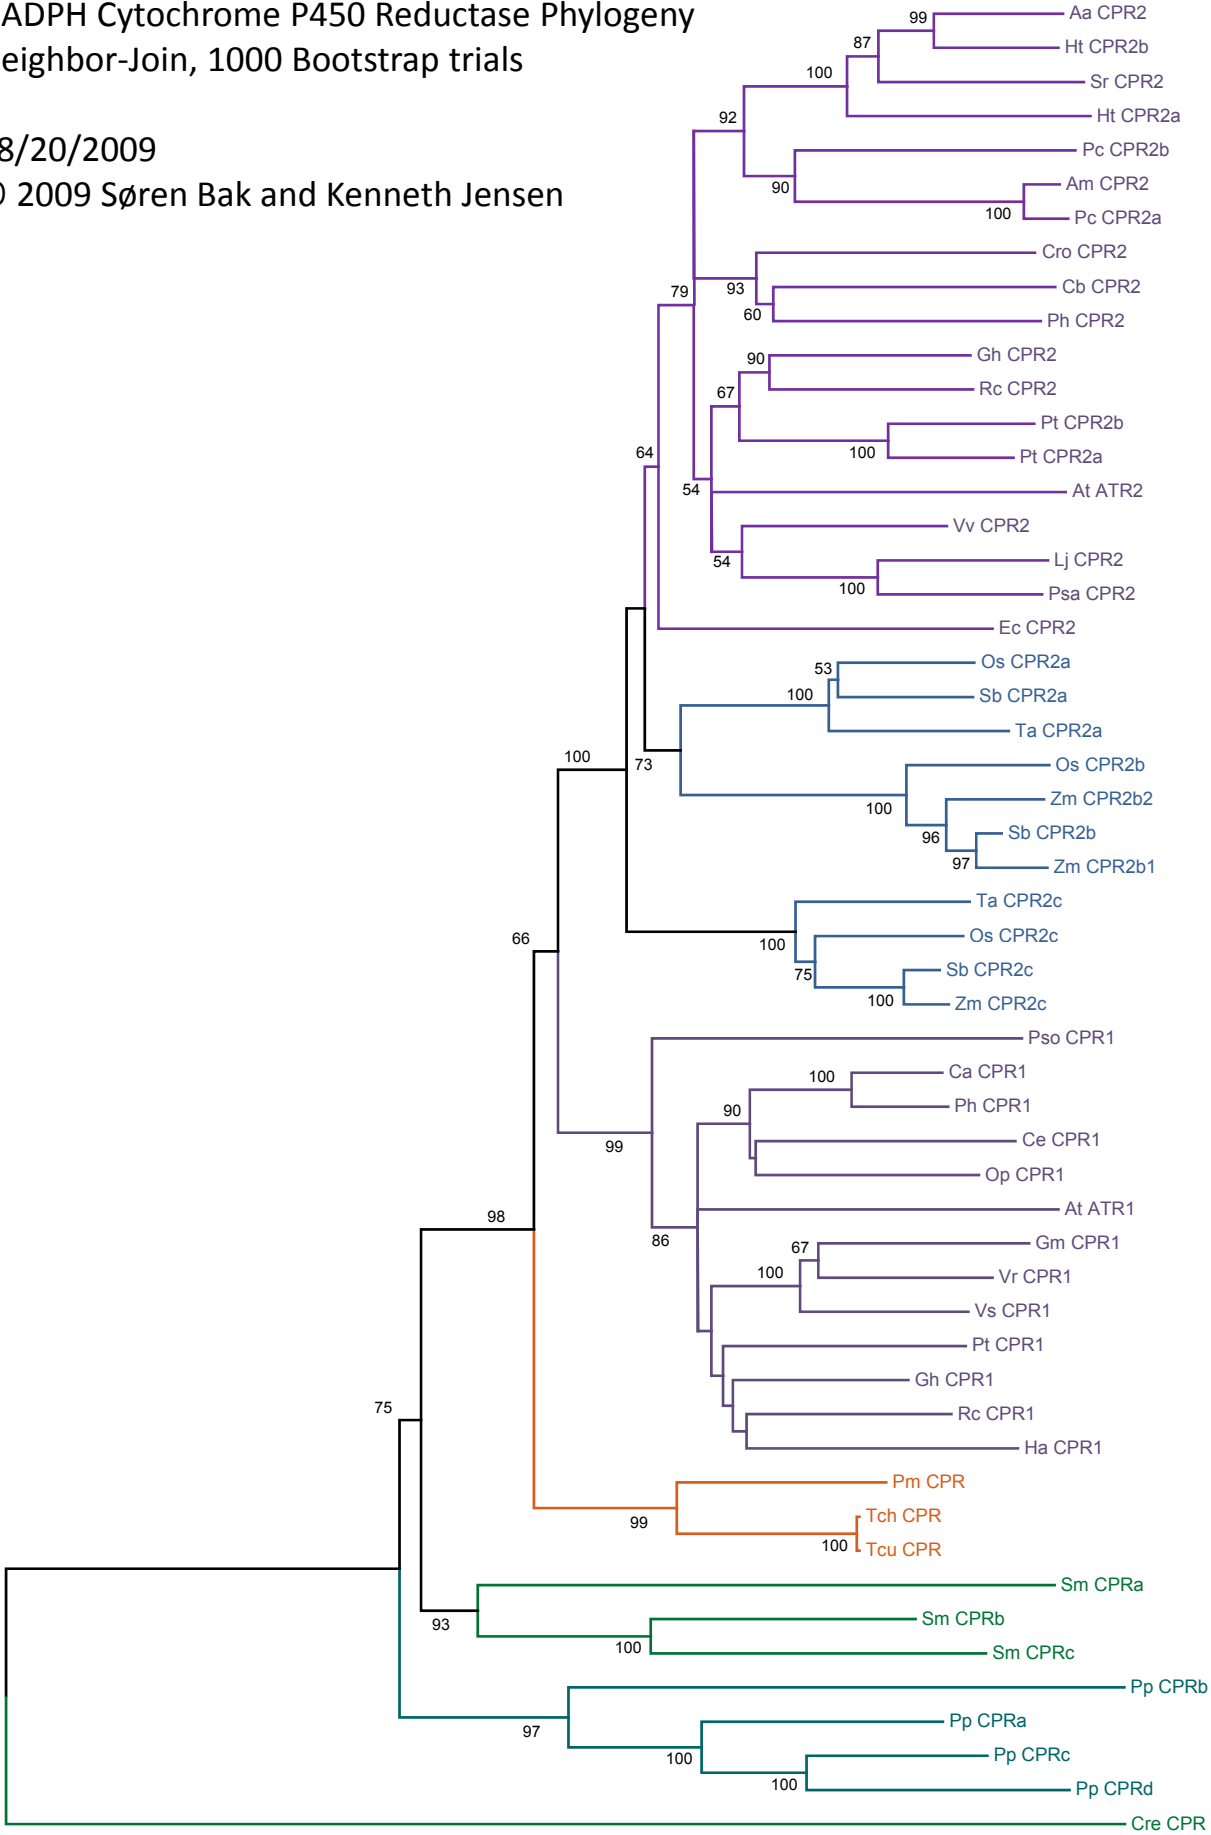 ADPH Cytochrome P450 Reductase Phylogeny
eighbor-Join, 1000 Bootstrap trials
8/20/2009
© 2009 Søren Bak and Kenneth Jensen
99 Aa CPR2
87 Ht CPR2b
100 Sr CPR2
92 Ht CPR2a
Pc CPR2b
90 Am CPR2
100 Pc CPR2a
Cro CPR2
79 93 Cb CPR2
60 Ph CPR2
90 Gh CPR2
67 Rc CPR2
Pt CPR2b
64 100 Pt CPR2a
54 At ATR2
Vv CPR2
54 Lj CPR2
100 Psa CPR2
Ec CPR2
53 Os CPR2a
100 Sb CPR2a
Ta CPR2a
100 73 Os CPR2b
100 Zm CPR2b2
96 Sb CPR2b
97 Zm CPR2b1
Ta CPR2c
66 100 Os CPR2c
75 Sb CPR2c
100 Zm CPR2c
Pso CPR1
100 Ca CPR1
90 Ph CPR1
99 Ce CPR1
Op CPR1
98 At ATR1
86 67 Gm CPR1
100 Vr CPR1
Vs CPR1
Pt CPR1
Gh CPR1
75 Rc CPR1
Ha CPR1
Pm CPR
99 Tch CPR
100 Tcu CPR
Sm CPRa
93 Sm CPRb
100 Sm CPRc
Pp CPRb
97 Pp CPRa
100 Pp CPRc
100 Pp CPRd
Cre CPR